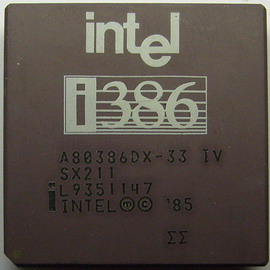 intel
i386
A80386DX-33 IV
SX211
L9351147
INTEL Ⓜ Ⓒ '85
ΣΣ